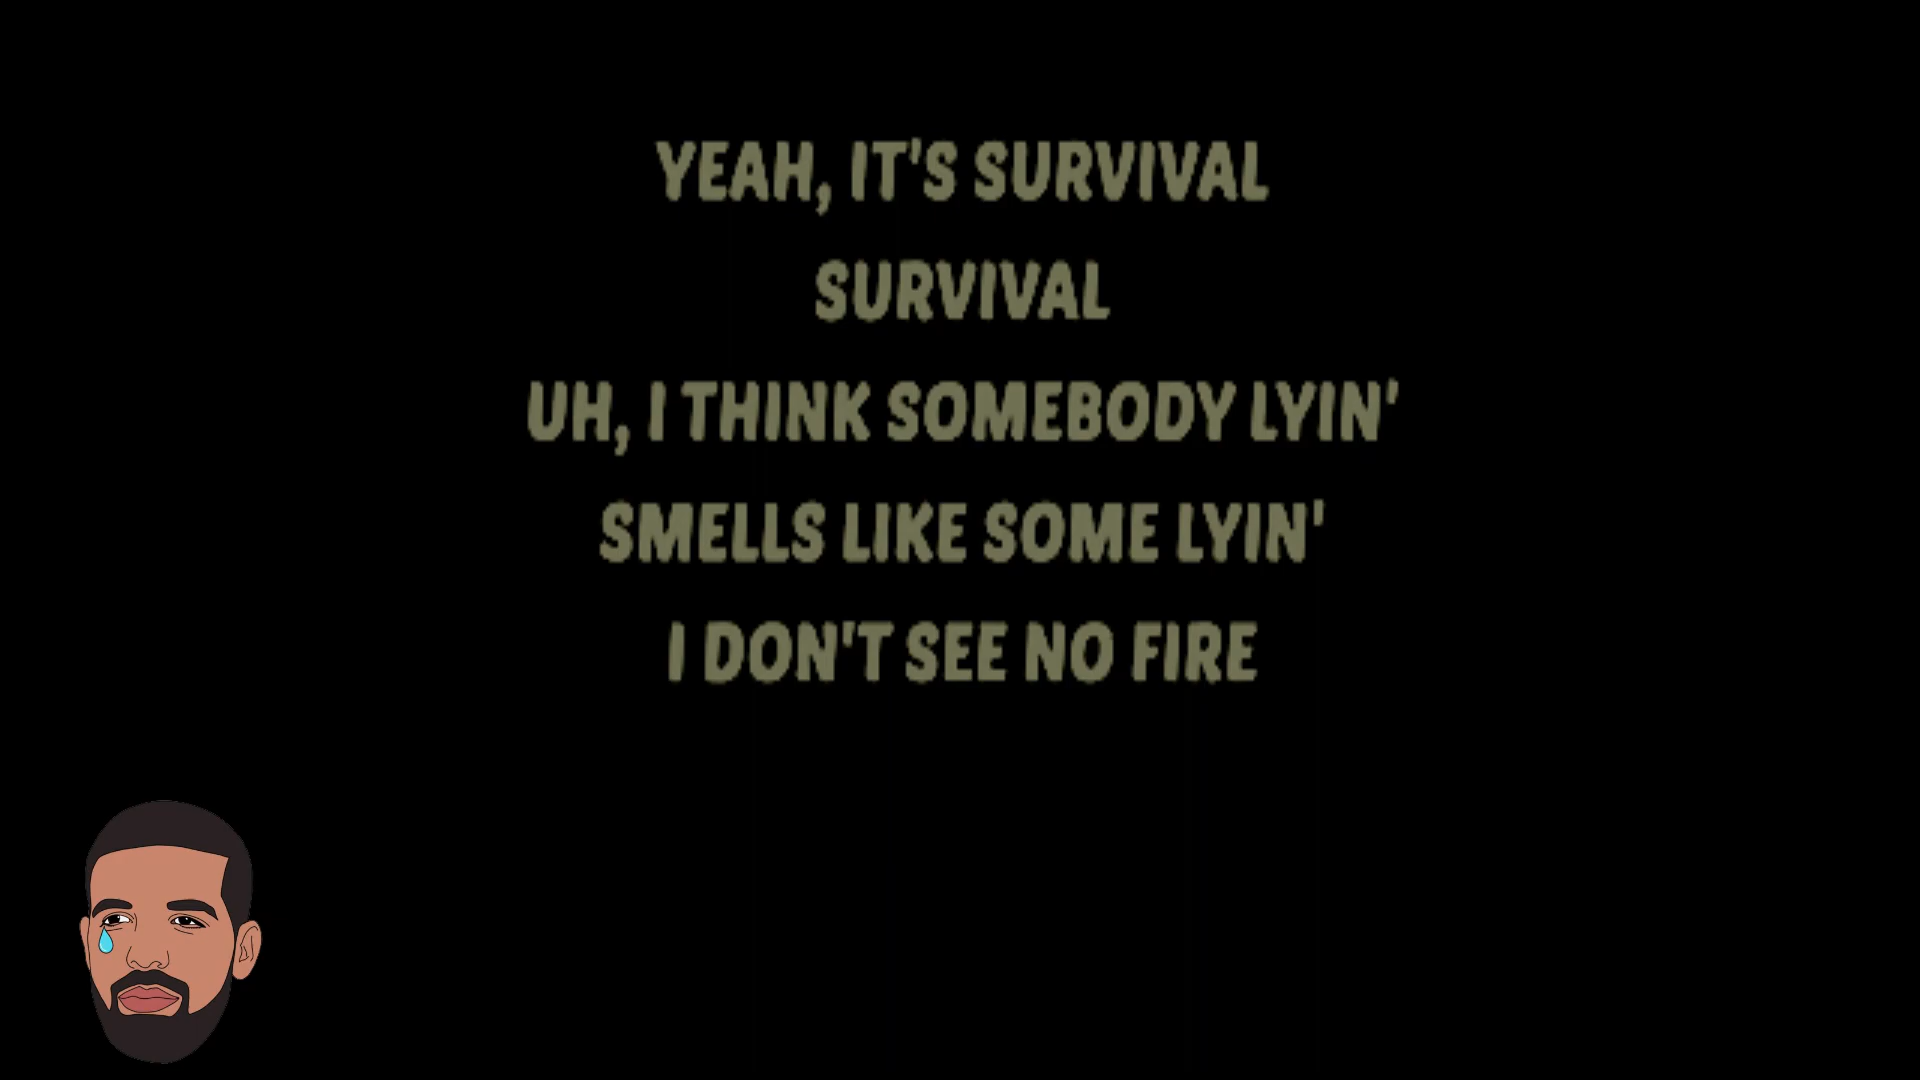 YEAH, IT'S SURVIVAL
SURVIVAL
UH, I THINK SOMEBODY LYIN'
SMELLS LIKE SOME LYIN'
I DON'T SEE NO FIRE